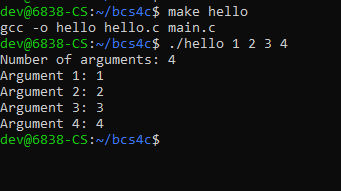 dev@6838-CS:~/bcs4c$ make hello
gcc -o hello hello.c main.c
dev@6838-CS:~/bcs4c$ ./hello 1 2 3 4
Number of arguments: 4
Argument 1: 1
Argument 2: 2
Argument 3: 3
Argument 4: 4
dev@6838-CS:~/bcs4c$